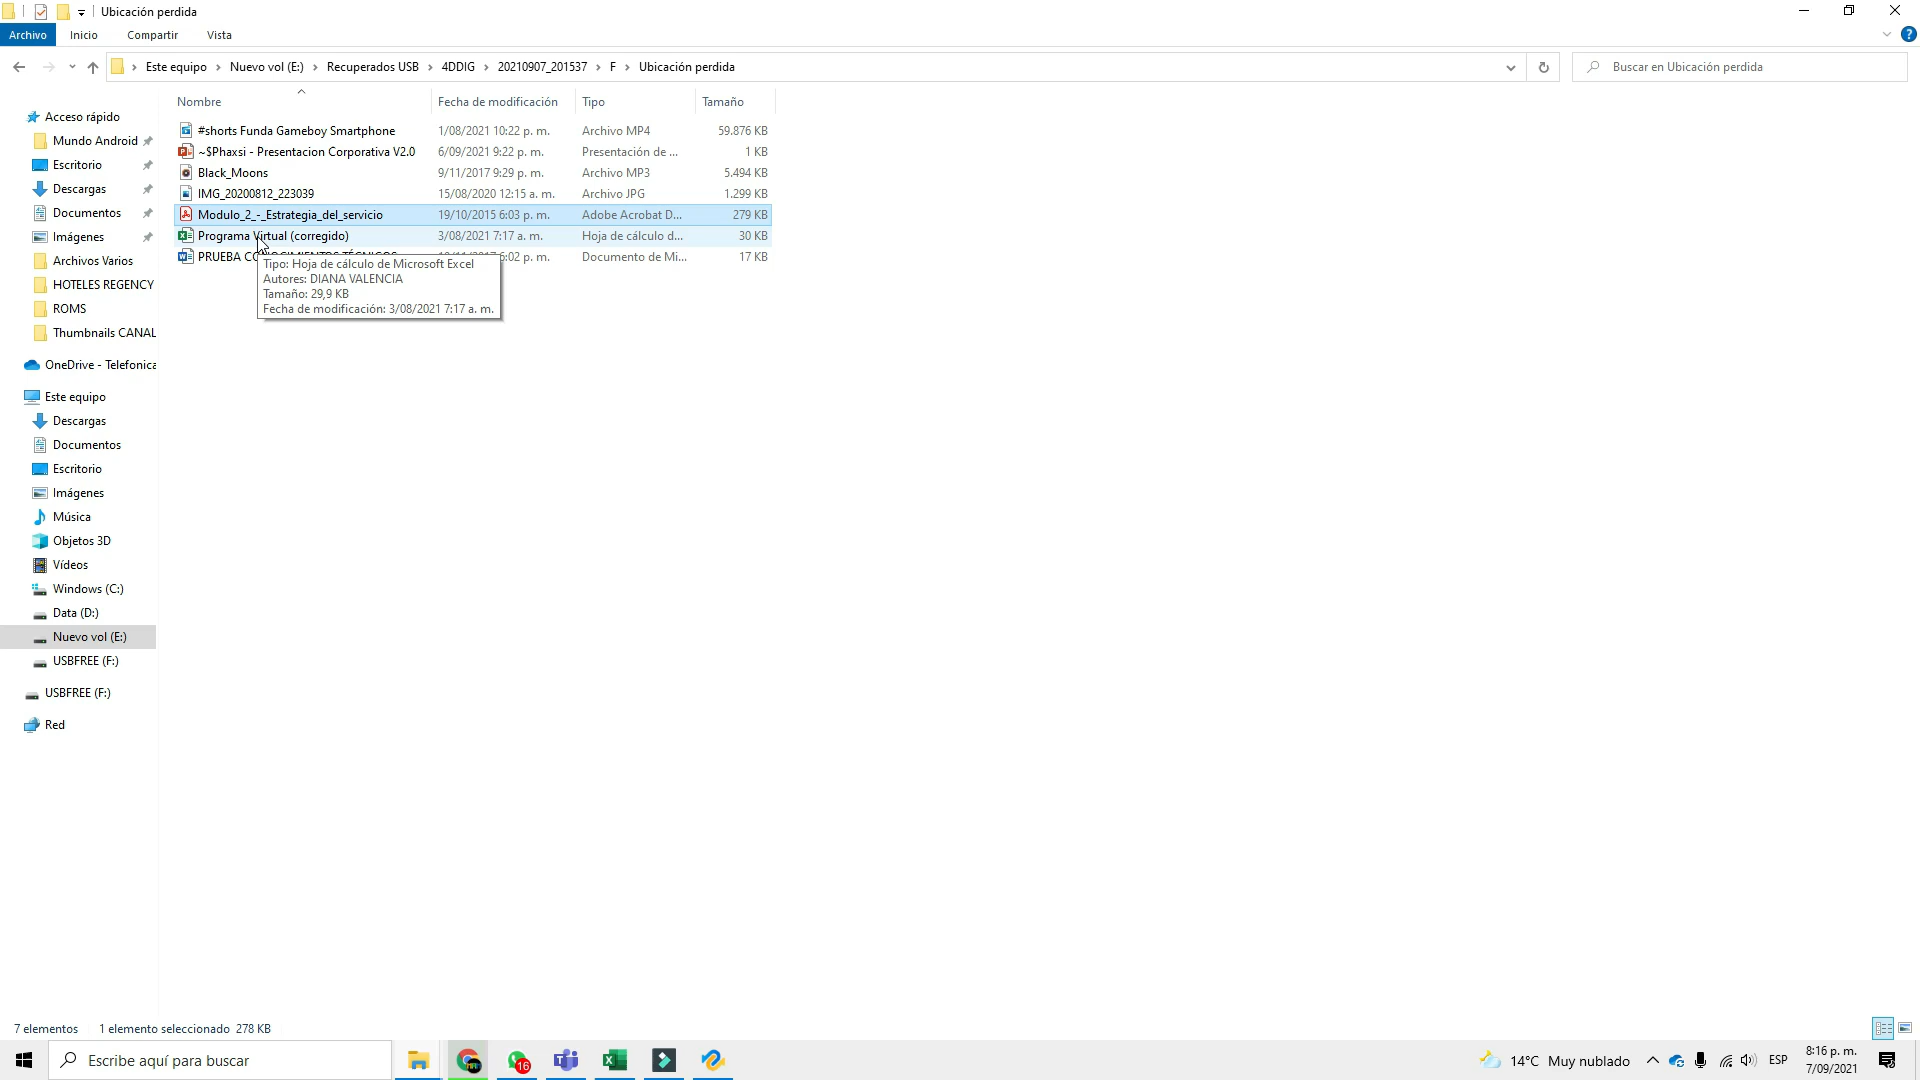 Ubicación perdida
Archivo Inicio Compartir Vista
Este equipo > Nuevo vol (E:) > Recuperados USB > 4DDIG > 20210907_201537 > F > Ubicación perdida
Buscar en Ubicación perdida
Nombre Fecha de modificación Tipo Tamaño
#shorts Funda Gameboy Smartphone 1/08/2021 10:22 p. m. Archivo MP4 59.876 KB
~$Phaxsi - Presentacion Corporativa V2.0 6/09/2021 9:22 p. m. Presentación de ... 1 KB
Black_Moons 9/11/2017 9:29 p. m. Archivo MP3 5.494 KB
IMG_20200812_223039 15/08/2020 12:15 a. m. Archivo JPG 1.299 KB
Modulo_2_-_Estrategia_del_servicio 19/10/2015 6:03 p. m. Adobe Acrobat D... 279 KB
Programa Virtual (corregido) 3/08/2021 7:17 a. m. Hoja de cálculo d... 30 KB
PRUEBA 6:02 p. m. Documento de Mi... 17 KB
Tipo: Hoja de cálculo de Microsoft Excel
Autores: DIANA VALENCIA
Tamaño: 29,9 KB
Fecha de modificación: 3/08/2021 7:17 a. m.
Acceso rápido
Mundo Android
Escritorio
Descargas
Documentos
Imágenes
Archivos Varios
HOTELES REGENCY
ROMS
Thumbnails CANAL
OneDrive - Telefonica
Este equipo
Descargas
Documentos
Escritorio
Imágenes
Música
Objetos 3D
Vídeos
Windows (C:)
Data (D:)
Nuevo vol (E:)
USBFREE (F:)
USBFREE (F:)
Red
7 elementos 1 elemento seleccionado 278 KB
Escribe aquí para buscar
16
14°C Muy nublado
ESP
8:16 p. m.
7/09/2021